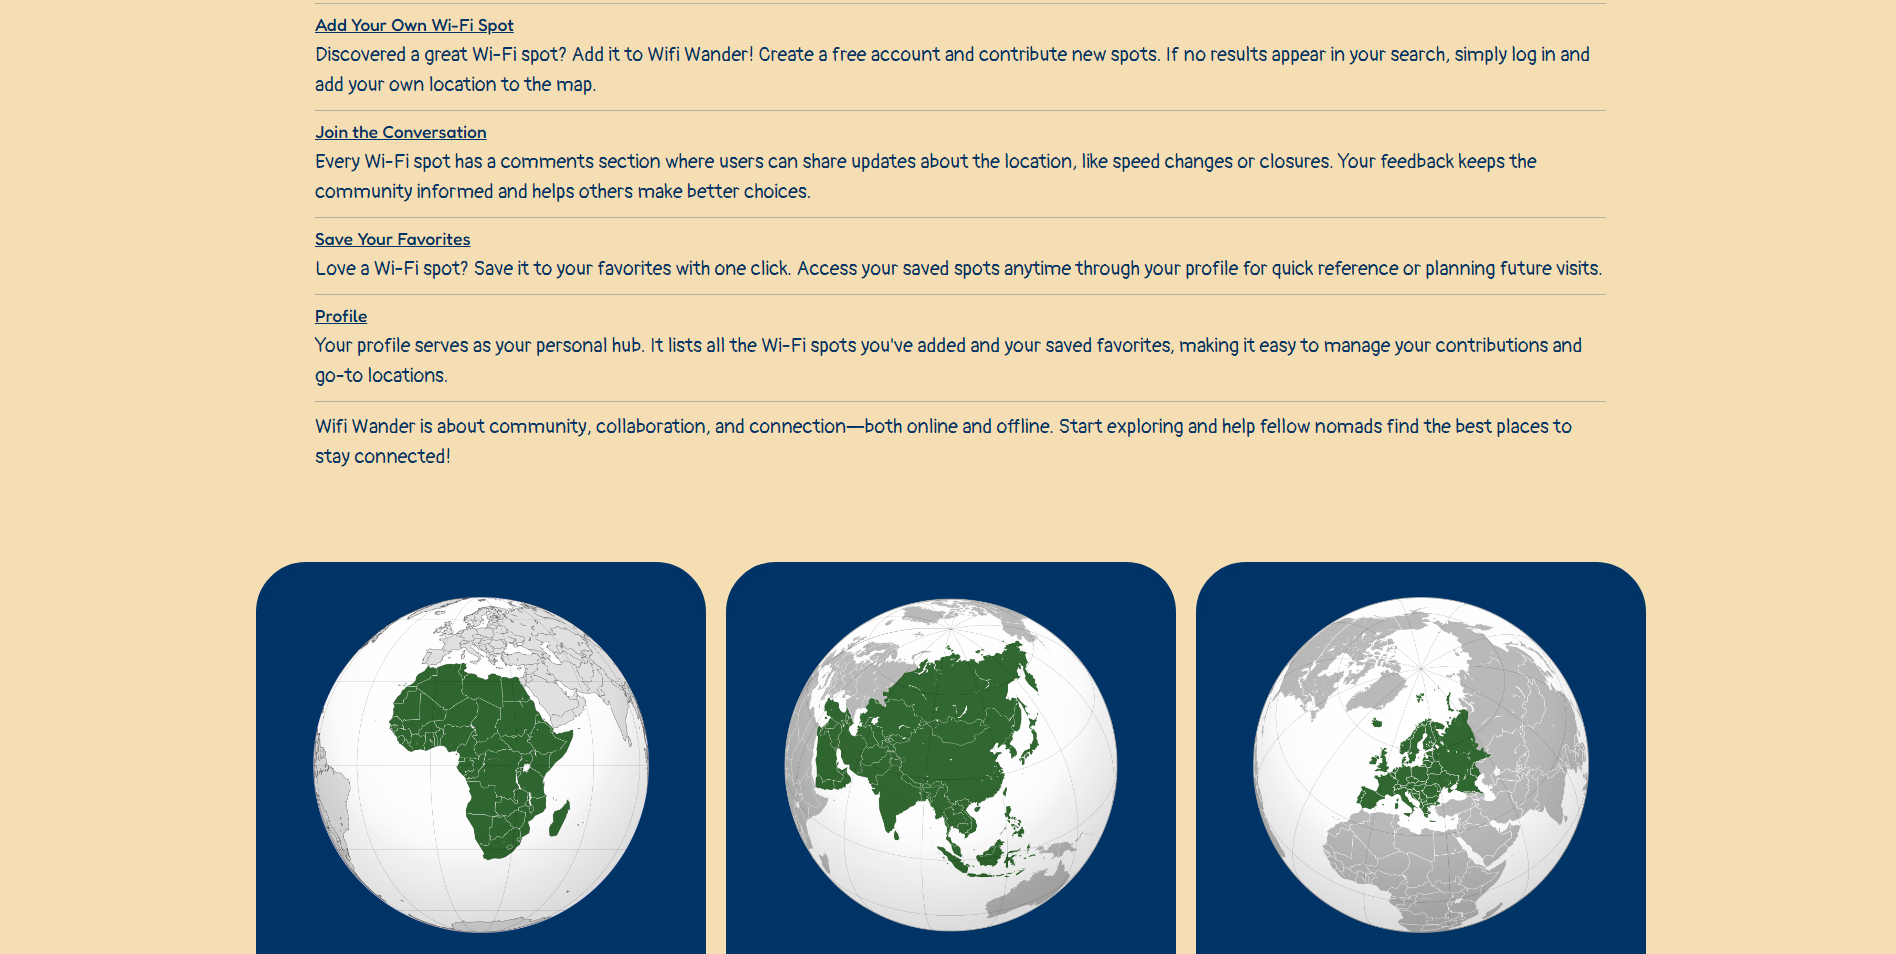 Add Your Own Wi-Fi Spot
Discovered a great Wi-Fi spot? Add it to Wifi Wander! Create a free account and contribute new spots. If no results appear in your search, simply log in and
add your own location to the map.
Join the Conversation
Every Wi-Fi spot has a comments section where users can share updates about the location, like speed changes or closures. Your feedback keeps the
community informed and helps others make better choices.
Save Your Favorites
Love a Wi-Fi spot? Save it to your favorites with one click. Access your saved spots anytime through your profile for quick reference or planning future visits.
Profile
Your profile serves as your personal hub. It lists all the Wi-Fi spots you've added and your saved favorites, making it easy to manage your contributions and
go-to locations.
Wifi Wander is about community, collaboration, and connection—both online and offline. Start exploring and help fellow nomads find the best places to
stay connected!